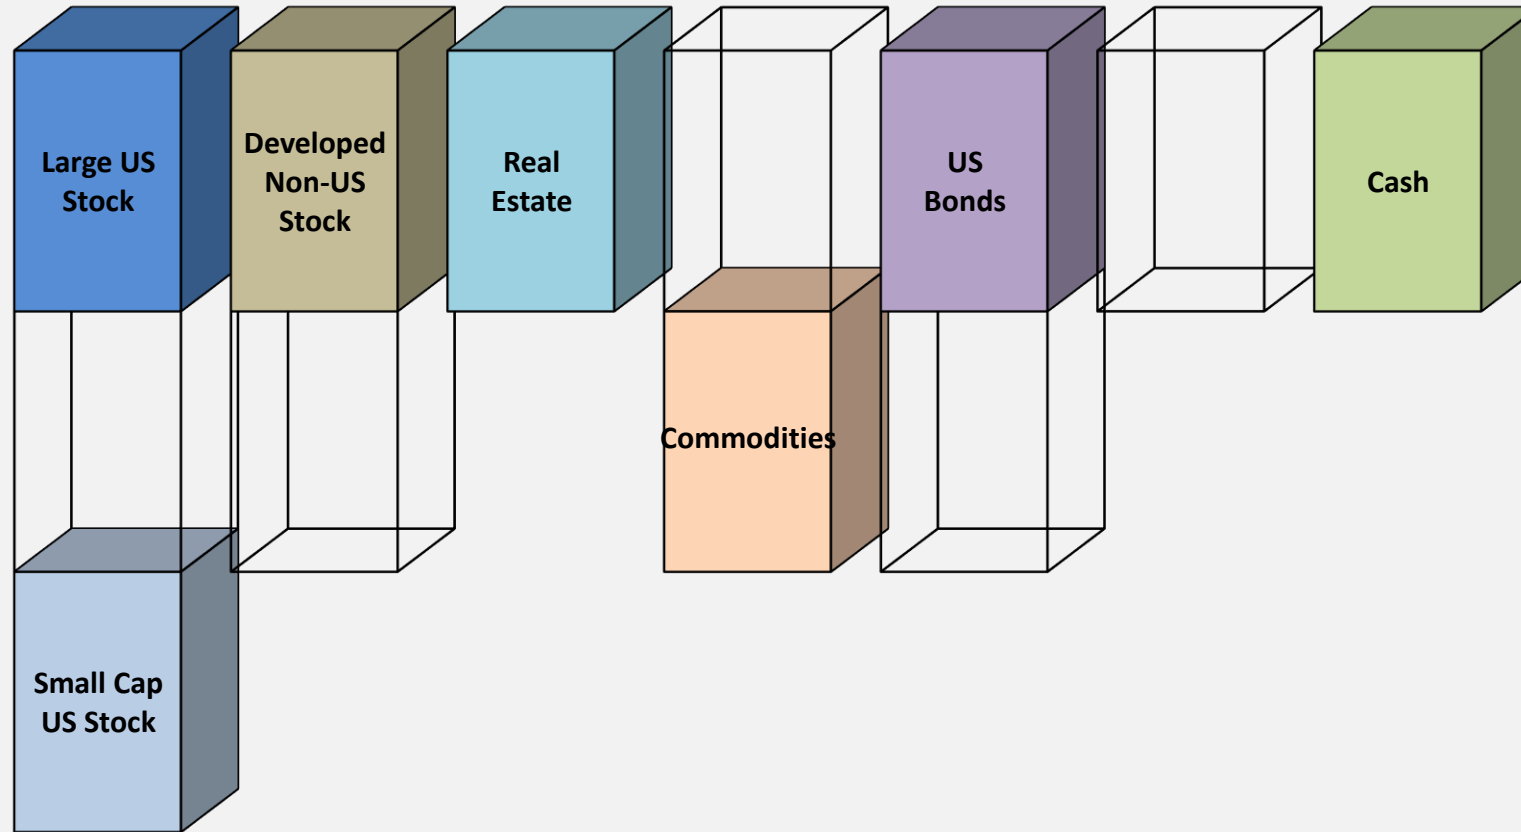 Large US
Stock
Developed
Non-US
Stock
Real
Estate
US
Bonds
Cash
Commodities
Small Cap
US Stock